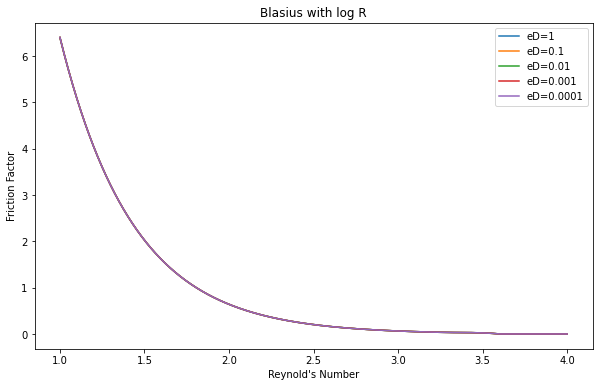 Blasius with log R
eD=1
eD=0.1
eD=0.01
eD=0.001
eD=0.0001
Friction Factor
6
5
4
3
2
1
0
1.0 1.5 2.0 2.5 3.0 3.5 4.0
Reynold's Number